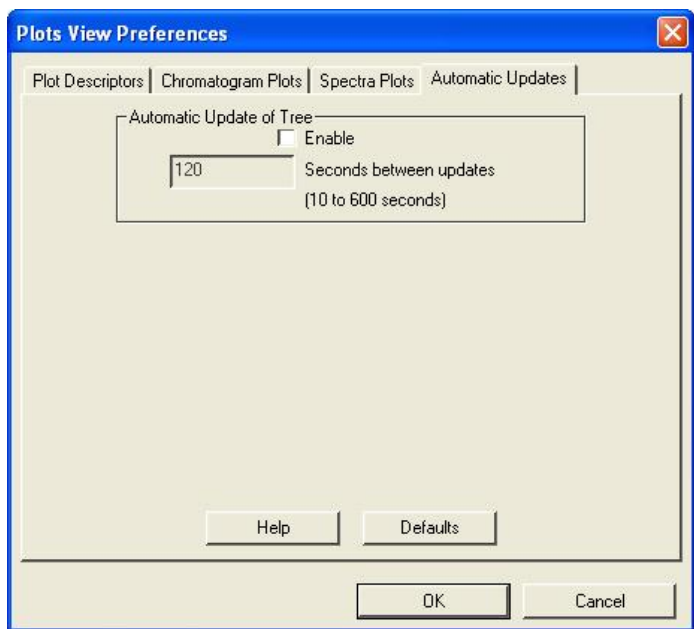 Plots View Preferences
Plot Descriptors Chromatogram Plots Spectra Plots Automatic Updates
Automatic Update of Tree
Enable
120 Seconds between updates
(10 to 600 seconds)
Help Defaults
OK Cancel